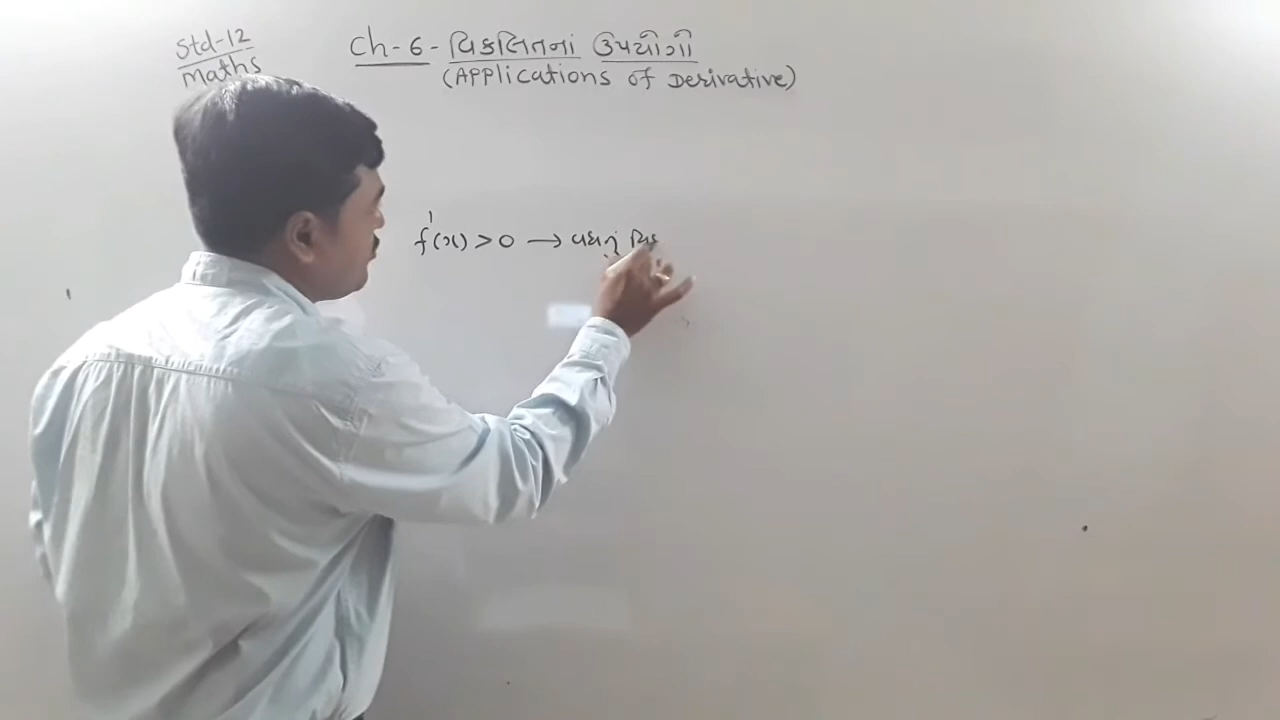 Std-12
Maths
Ch-6 - વિકલિતનાં ઉપયોગો
(Applications of Derivative)
f'(x) > 0 → વધતું